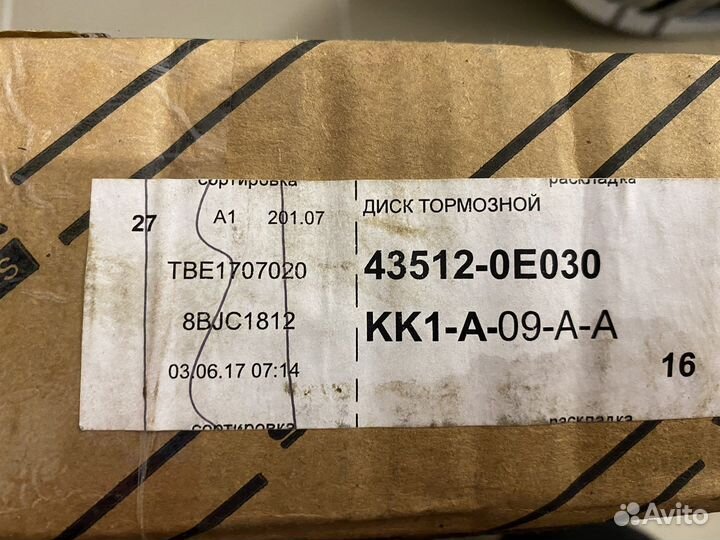 сортировка
раскладка
27
A1 201.07
TBE1707020
8BJC1812
03.06.17 07:14
ДИСК ТОРМОЗНОЙ
43512-0E030
KK1-A-09-A-A
16
сортировка
раскладка
S
Avito